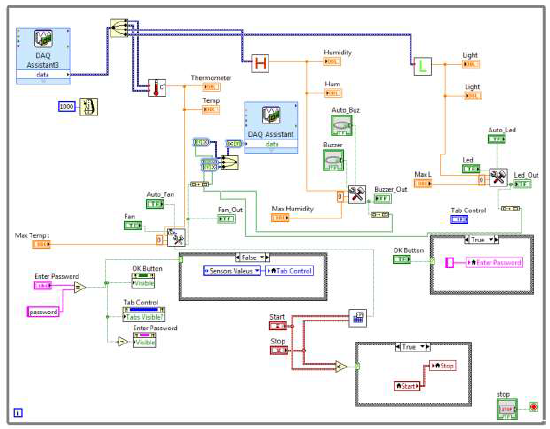 DAQ
Assistant3
data
1000
C°
Thermometer
Temp
H
Humidity
Hum
L
Light
Light
DAQ Assistant
data
Auto_Buz
Buzzer
Buzzer_Out
Max Humidity
Auto_Led
Led
Led_Out
Max L
Tab Control
Auto_Fan
Fan
Fan_Out
Max Temp:
True
OK Button
Enter Password
False
Sensors Valeus
Tab Control
Enter Password
password
OK Button
Visible
Tab Control
Tabs Visible?
Enter Password
Visible
Start
Stop
True
Stop
Start
stop
i